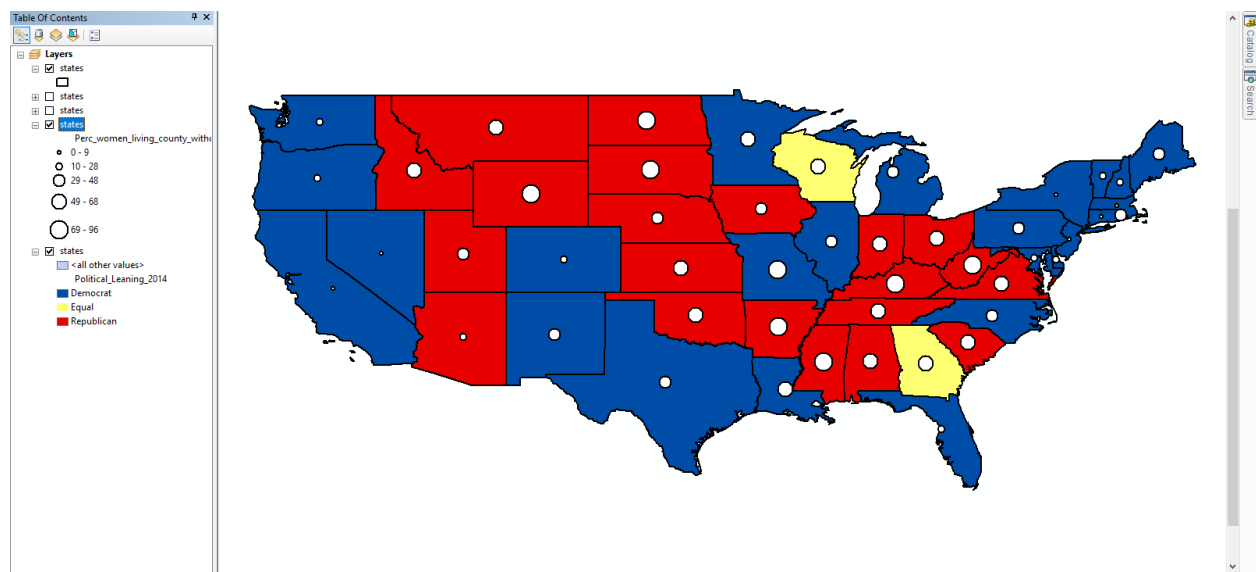 Table Of Contents
Layers
states
states
states
states
Perc_women_living_county_witho
0 - 9
10 - 28
29 - 48
49 - 68
69 - 96
states
<all other values>
Political_Leaning_2014
Democrat
Equal
Republican
Catalog
Search